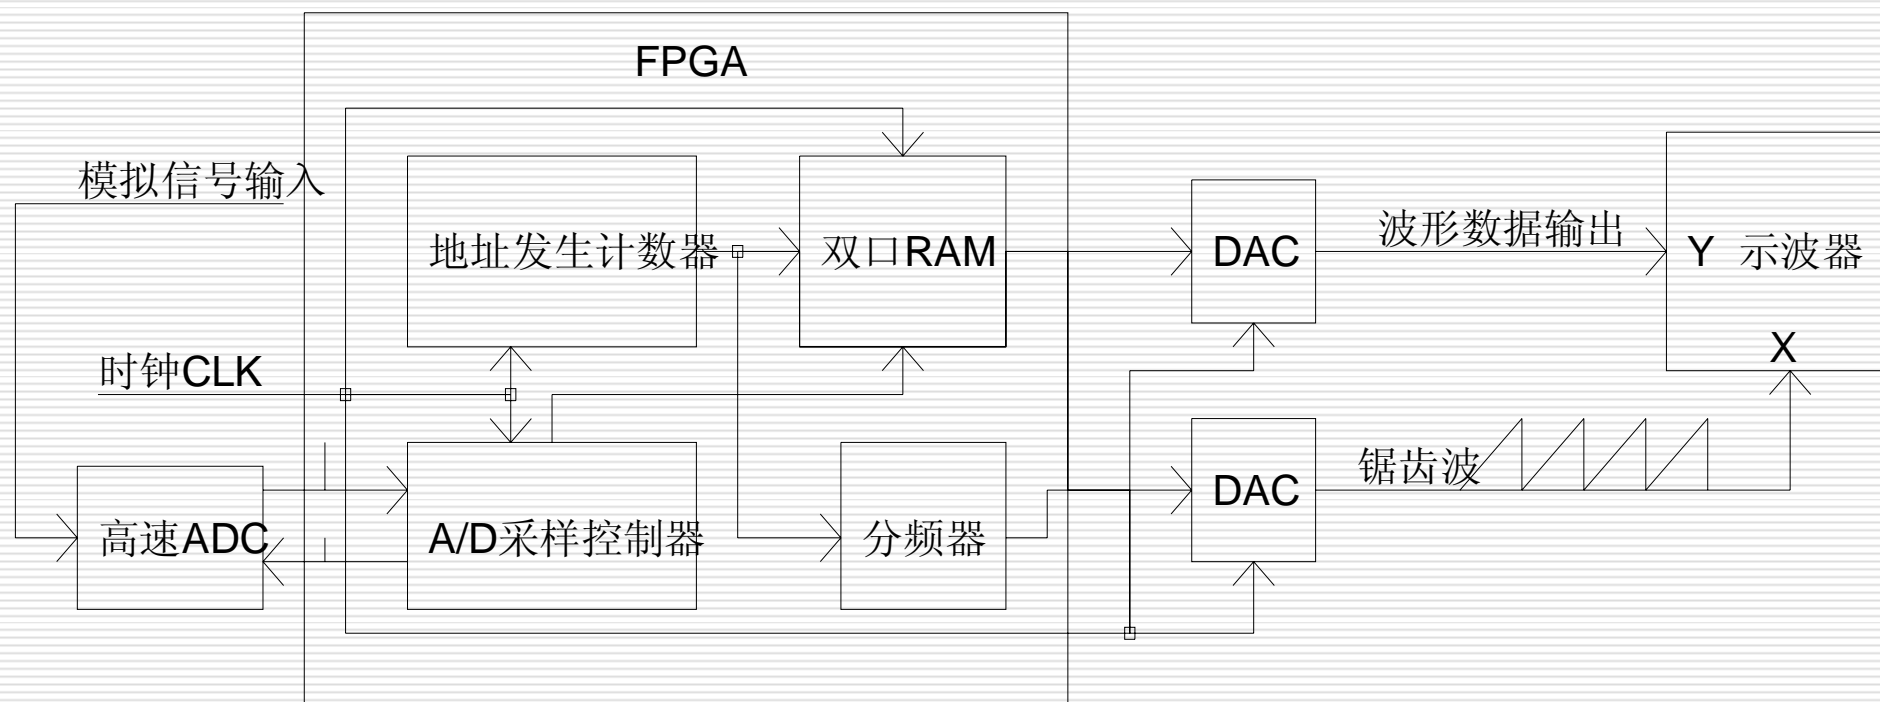 FPGA
模拟信号输入
地址发生计数器
双口RAM
DAC
波形数据输出
Y 示波器
X
时钟CLK
高速ADC
A/D采样控制器
分频器
DAC
锯齿波